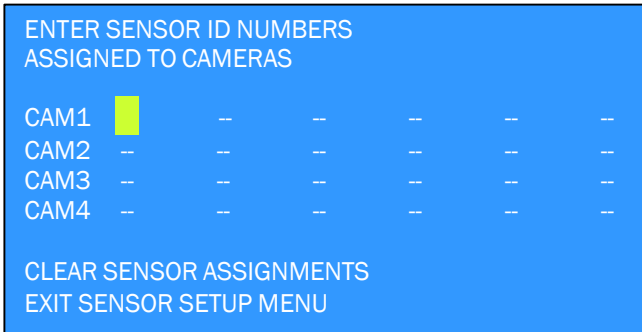 ENTER SENSOR ID NUMBERS
ASSIGNED TO CAMERAS
CAM1 -- -- -- -- --
CAM2 -- -- -- -- -- --
CAM3 -- -- -- -- -- --
CAM4 -- -- -- -- -- --
CLEAR SENSOR ASSIGNMENTS
EXIT SENSOR SETUP MENU